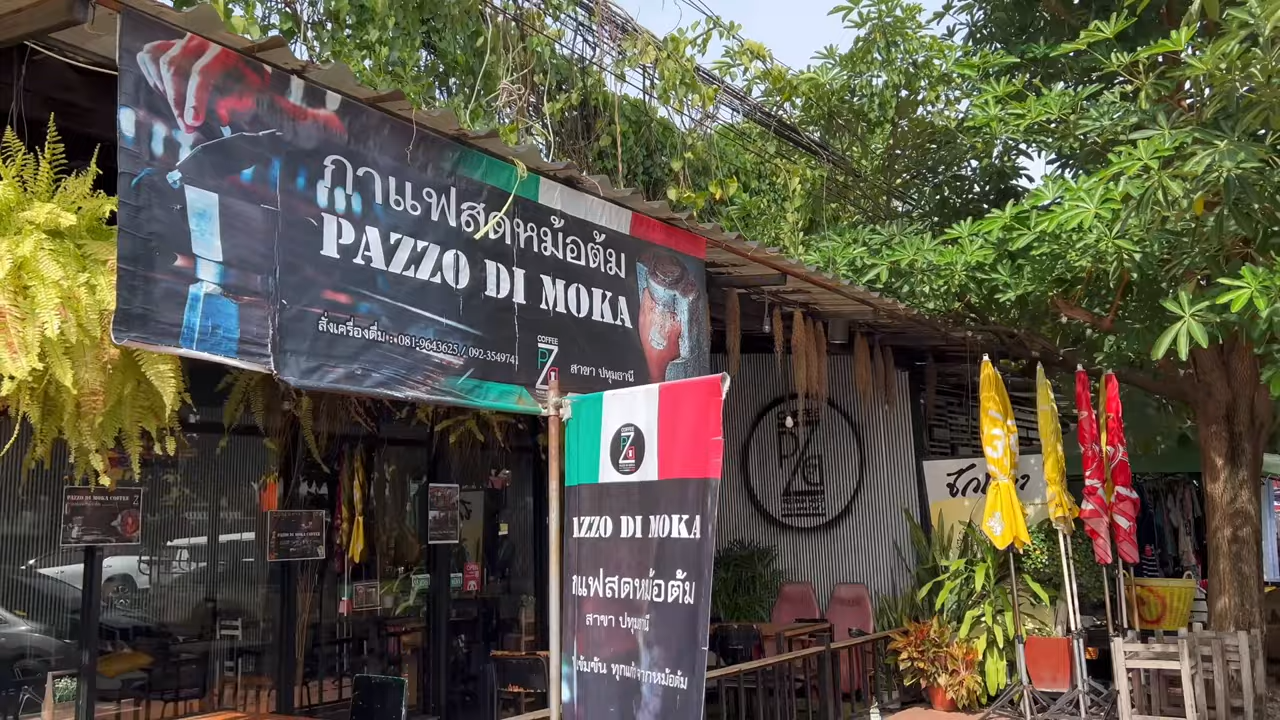 กาแฟสดหม้อต้ม
PAZZO DI MOKA
สั่งเครื่องดื่ม : 081-9643625 / 092-354974
COFFEE
PZ
สาขา ปทุมธานี
COFFEE
PZ
AZZO DI MOKA
กาแฟสดหม้อต้ม
สาขา ปทุมธานี
เข้มข้น ทุกแก้วจากหม้อต้ม
PAZZO DI MOKA COFFEE
PAZZO DI MOKA COFFEE
COFFEE
OPEN